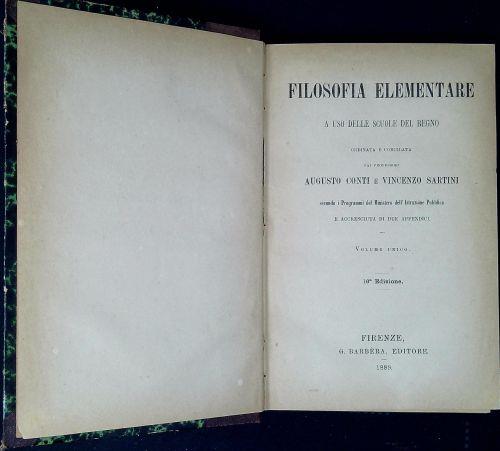 FILOSOFIA ELEMENTARE
A USO DELLE SCUOLE DEL REGNO
ORDINATA E COMPILATA
DAI PROFESSORI
AUGUSTO CONTI E VINCENZO SARTINI
secondo i Programmi del Ministero dell'Istruzione Pubblica
E ACCRESCIUTA DI DUE APPENDICI.
VOLUME UNICO.
10ª Edizione.
FIRENZE,
G. BARBÈRA, EDITORE.
1889.